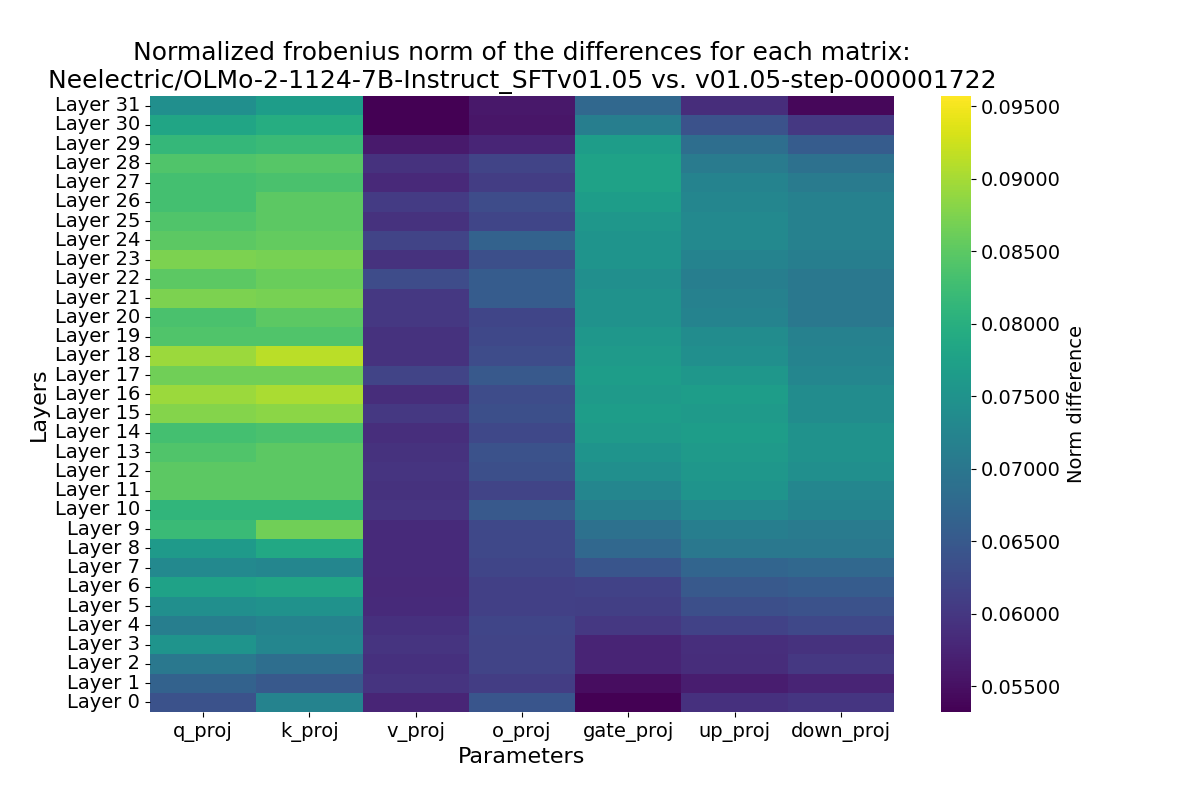 Normalized frobenius norm of the differences for each matrix:
Neelectric/OLMo-2-1124-7B-Instruct_SFTv01.05 vs. v01.05-step-000001722
Layer 31
Layer 30
Layer 29
Layer 28
Layer 27
Layer 26
Layer 25
Layer 24
Layer 23
Layer 22
Layer 21
Layer 20
Layer 19
Layer 18
Layer 17
Layer 16
Layer 15
Layer 14
Layer 13
Layer 12
Layer 11
Layer 10
Layer 9
Layer 8
Layer 7
Layer 6
Layer 5
Layer 4
Layer 3
Layer 2
Layer 1
Layer 0
Layers
q_proj k_proj v_proj o_proj gate_proj up_proj down_proj
Parameters
0.09500
0.09000
0.08500
0.08000
0.07500
0.07000
0.06500
0.06000
0.05500
Norm difference